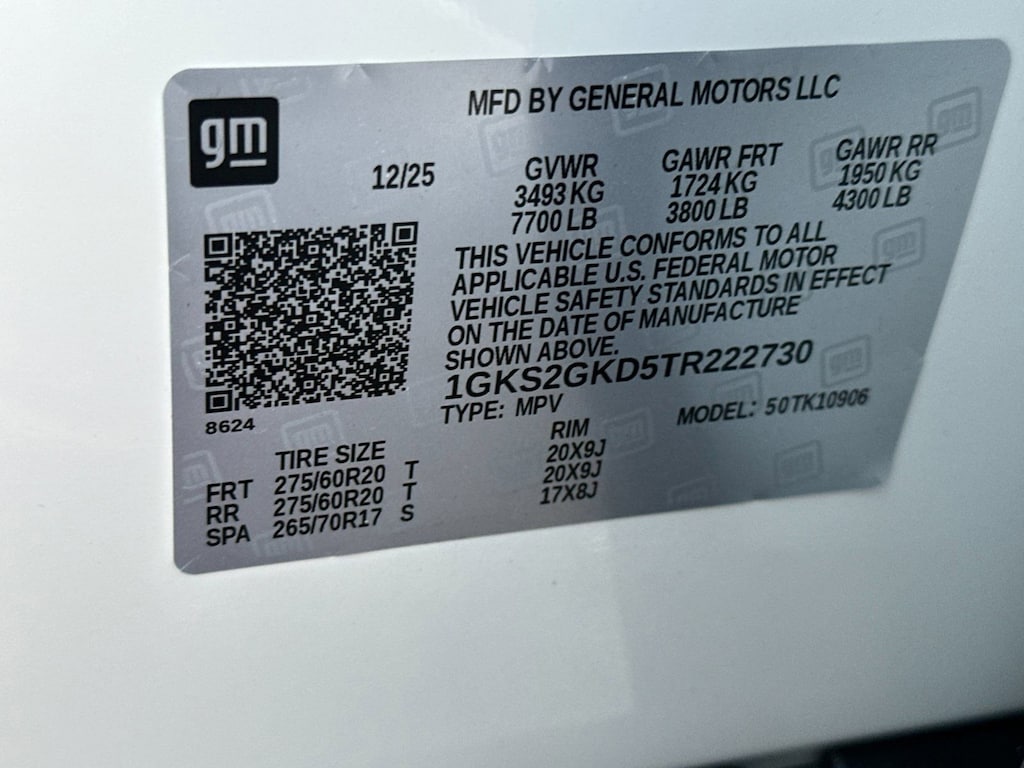 gm
MFD BY GENERAL MOTORS LLC
12/25
GVWR GAWR FRT GAWR RR
3493 KG 1724 KG 1950 KG
7700 LB 3800 LB 4300 LB
THIS VEHICLE CONFORMS TO ALL
APPLICABLE U.S. FEDERAL MOTOR
VEHICLE SAFETY STANDARDS IN EFFECT
ON THE DATE OF MANUFACTURE
SHOWN ABOVE.
1GKS2GKD5TR222730
TYPE: MPV MODEL: 50TK10906
8624
TIRE SIZE RIM
FRT 275/60R20 T 20X9J
RR 275/60R20 T 20X9J
SPA 265/70R17 S 17X8J